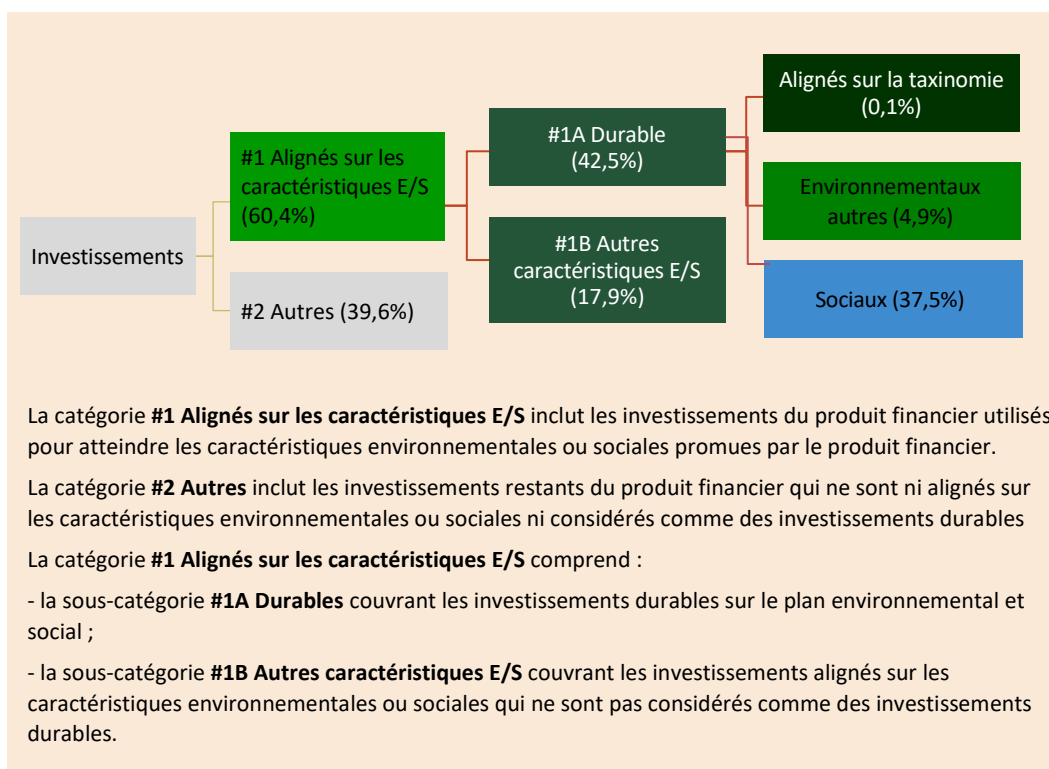 Investissements
#1 Alignés sur les
caractéristiques E/S
(60,4%)
#2 Autres (39,6%)
#1A Durable
(42,5%)
#1B Autres
caractéristiques E/S
(17,9%)
Alignés sur la taxinomie
(0,1%)
Environnementaux
autres (4,9%)
Sociaux (37,5%)
La catégorie #1 Alignés sur les caractéristiques E/S inclut les investissements du produit financier utilisés
pour atteindre les caractéristiques environnementales ou sociales promues par le produit financier.
La catégorie #2 Autres inclut les investissements restants du produit financier qui ne sont ni alignés sur
les caractéristiques environnementales ou sociales ni considérés comme des investissements durables
La catégorie #1 Alignés sur les caractéristiques E/S comprend :
- la sous-catégorie #1A Durables couvrant les investissements durables sur le plan environnemental et
social ;
- la sous-catégorie #1B Autres caractéristiques E/S couvrant les investissements alignés sur les
caractéristiques environnementales ou sociales qui ne sont pas considérés comme des investissements
durables.